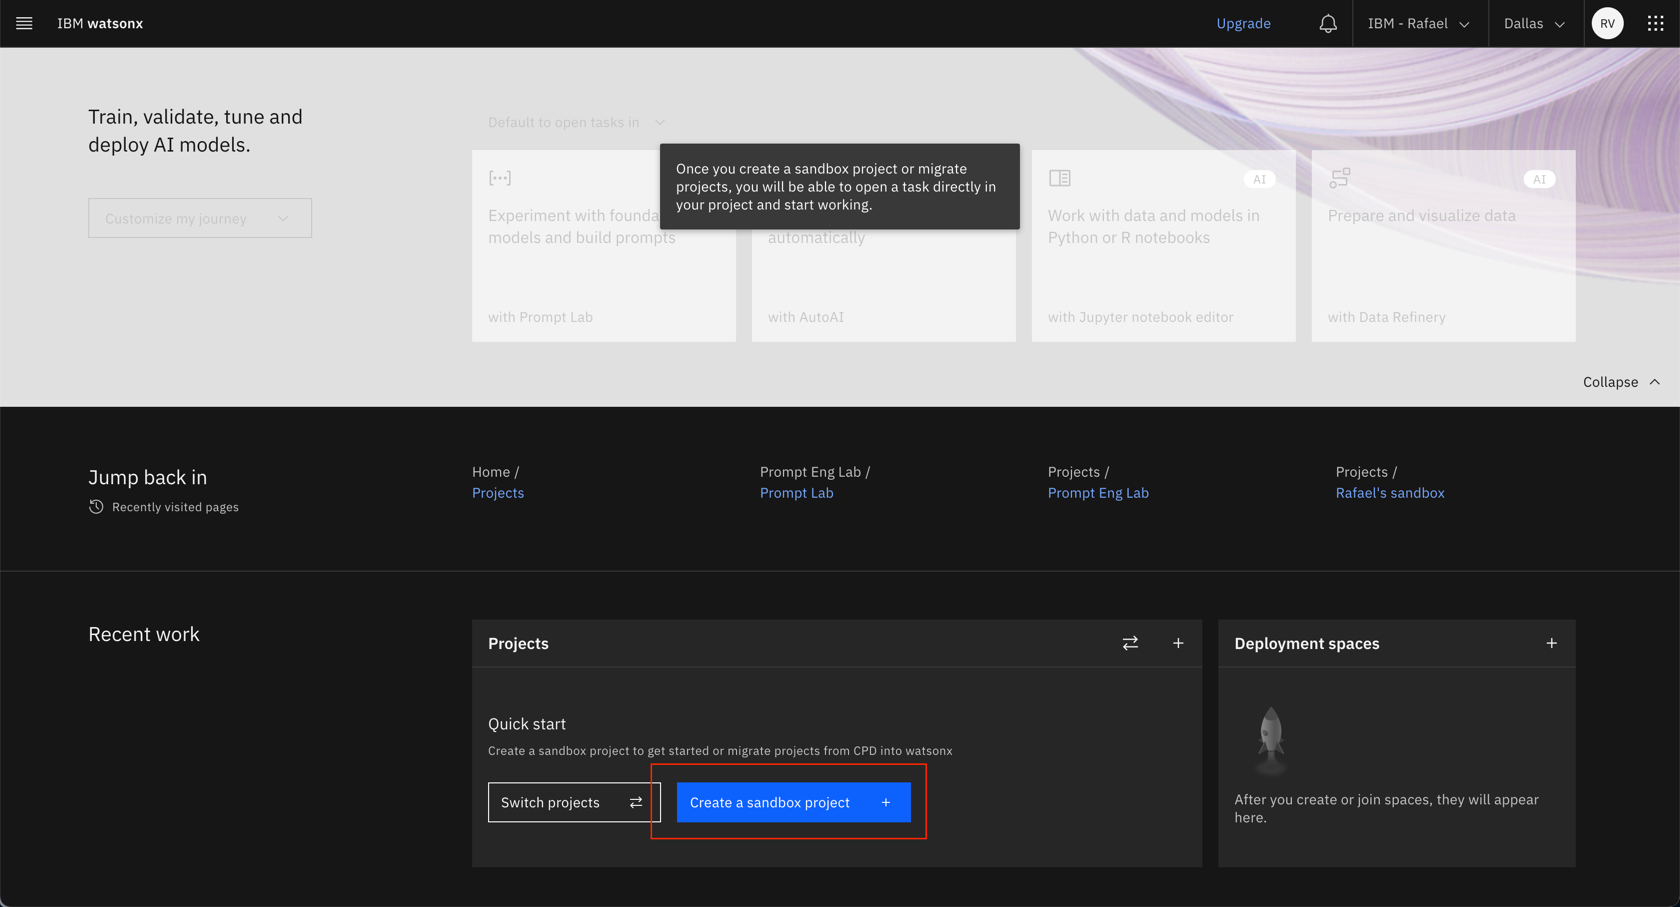 IBM watsonx
Upgrade
IBM - Rafael
Dallas
RV
Train, validate, tune and
deploy AI models.
Customize my journey
Default to open tasks in
Once you create a sandbox project or migrate
projects, you will be able to open a task directly in
your project and start working.
Experiment with founda
models and build prompts
with Prompt Lab
automatically
with AutoAI
AI
Work with data and models in
Python or R notebooks
with Jupyter notebook editor
AI
Prepare and visualize data
with Data Refinery
Collapse
Jump back in
Recently visited pages
Home /
Projects
Prompt Eng Lab /
Prompt Lab
Projects /
Prompt Eng Lab
Projects /
Rafael's sandbox
Recent work
Projects
Quick start
Create a sandbox project to get started or migrate projects from CPD into watsonx
Switch projects
Create a sandbox project +
Deployment spaces
After you create or join spaces, they will appear
here.